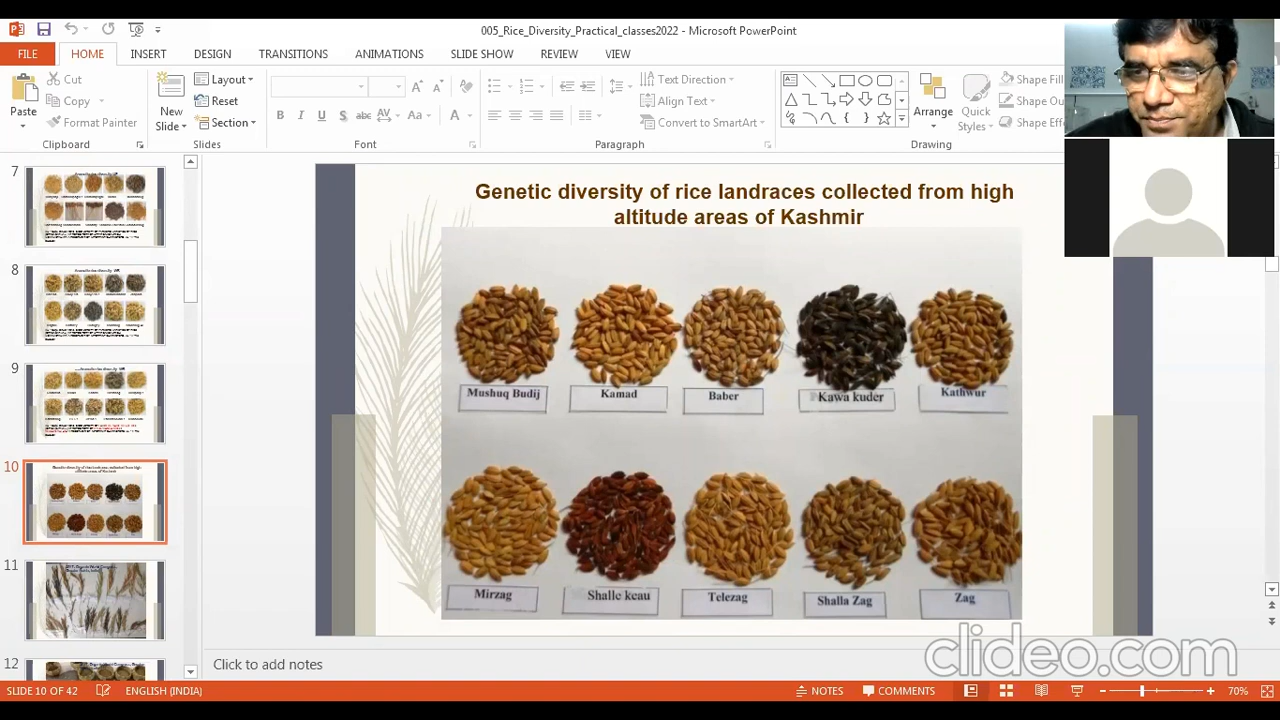 005_Rice_Diversity_Practical_classes2022 - Microsoft PowerPoint
FILE HOME INSERT DESIGN TRANSITIONS ANIMATIONS SLIDE SHOW REVIEW VIEW
Paste
Cut
Copy
Format Painter
Clipboard
New
Slide
Layout
Reset
Section
Slides
B I U S abc AV Aa A
Font
Text Direction
Align Text
Convert to SmartArt
Paragraph
Arrange
Quick
Styles
Shape Fill
Shape Ou
Shape Effe
Drawing
7
8
9
10
11
12
Genetic diversity of rice landraces collected from high
altitude areas of Kashmir
Mushuq Budij Kamad Baber Kawa kuder Kathwur
Mirzag Shalle keau Telezag Shalla Zag Zag
Click to add notes
clideo.com
SLIDE 10 OF 42 ENGLISH (INDIA) NOTES COMMENTS 70%